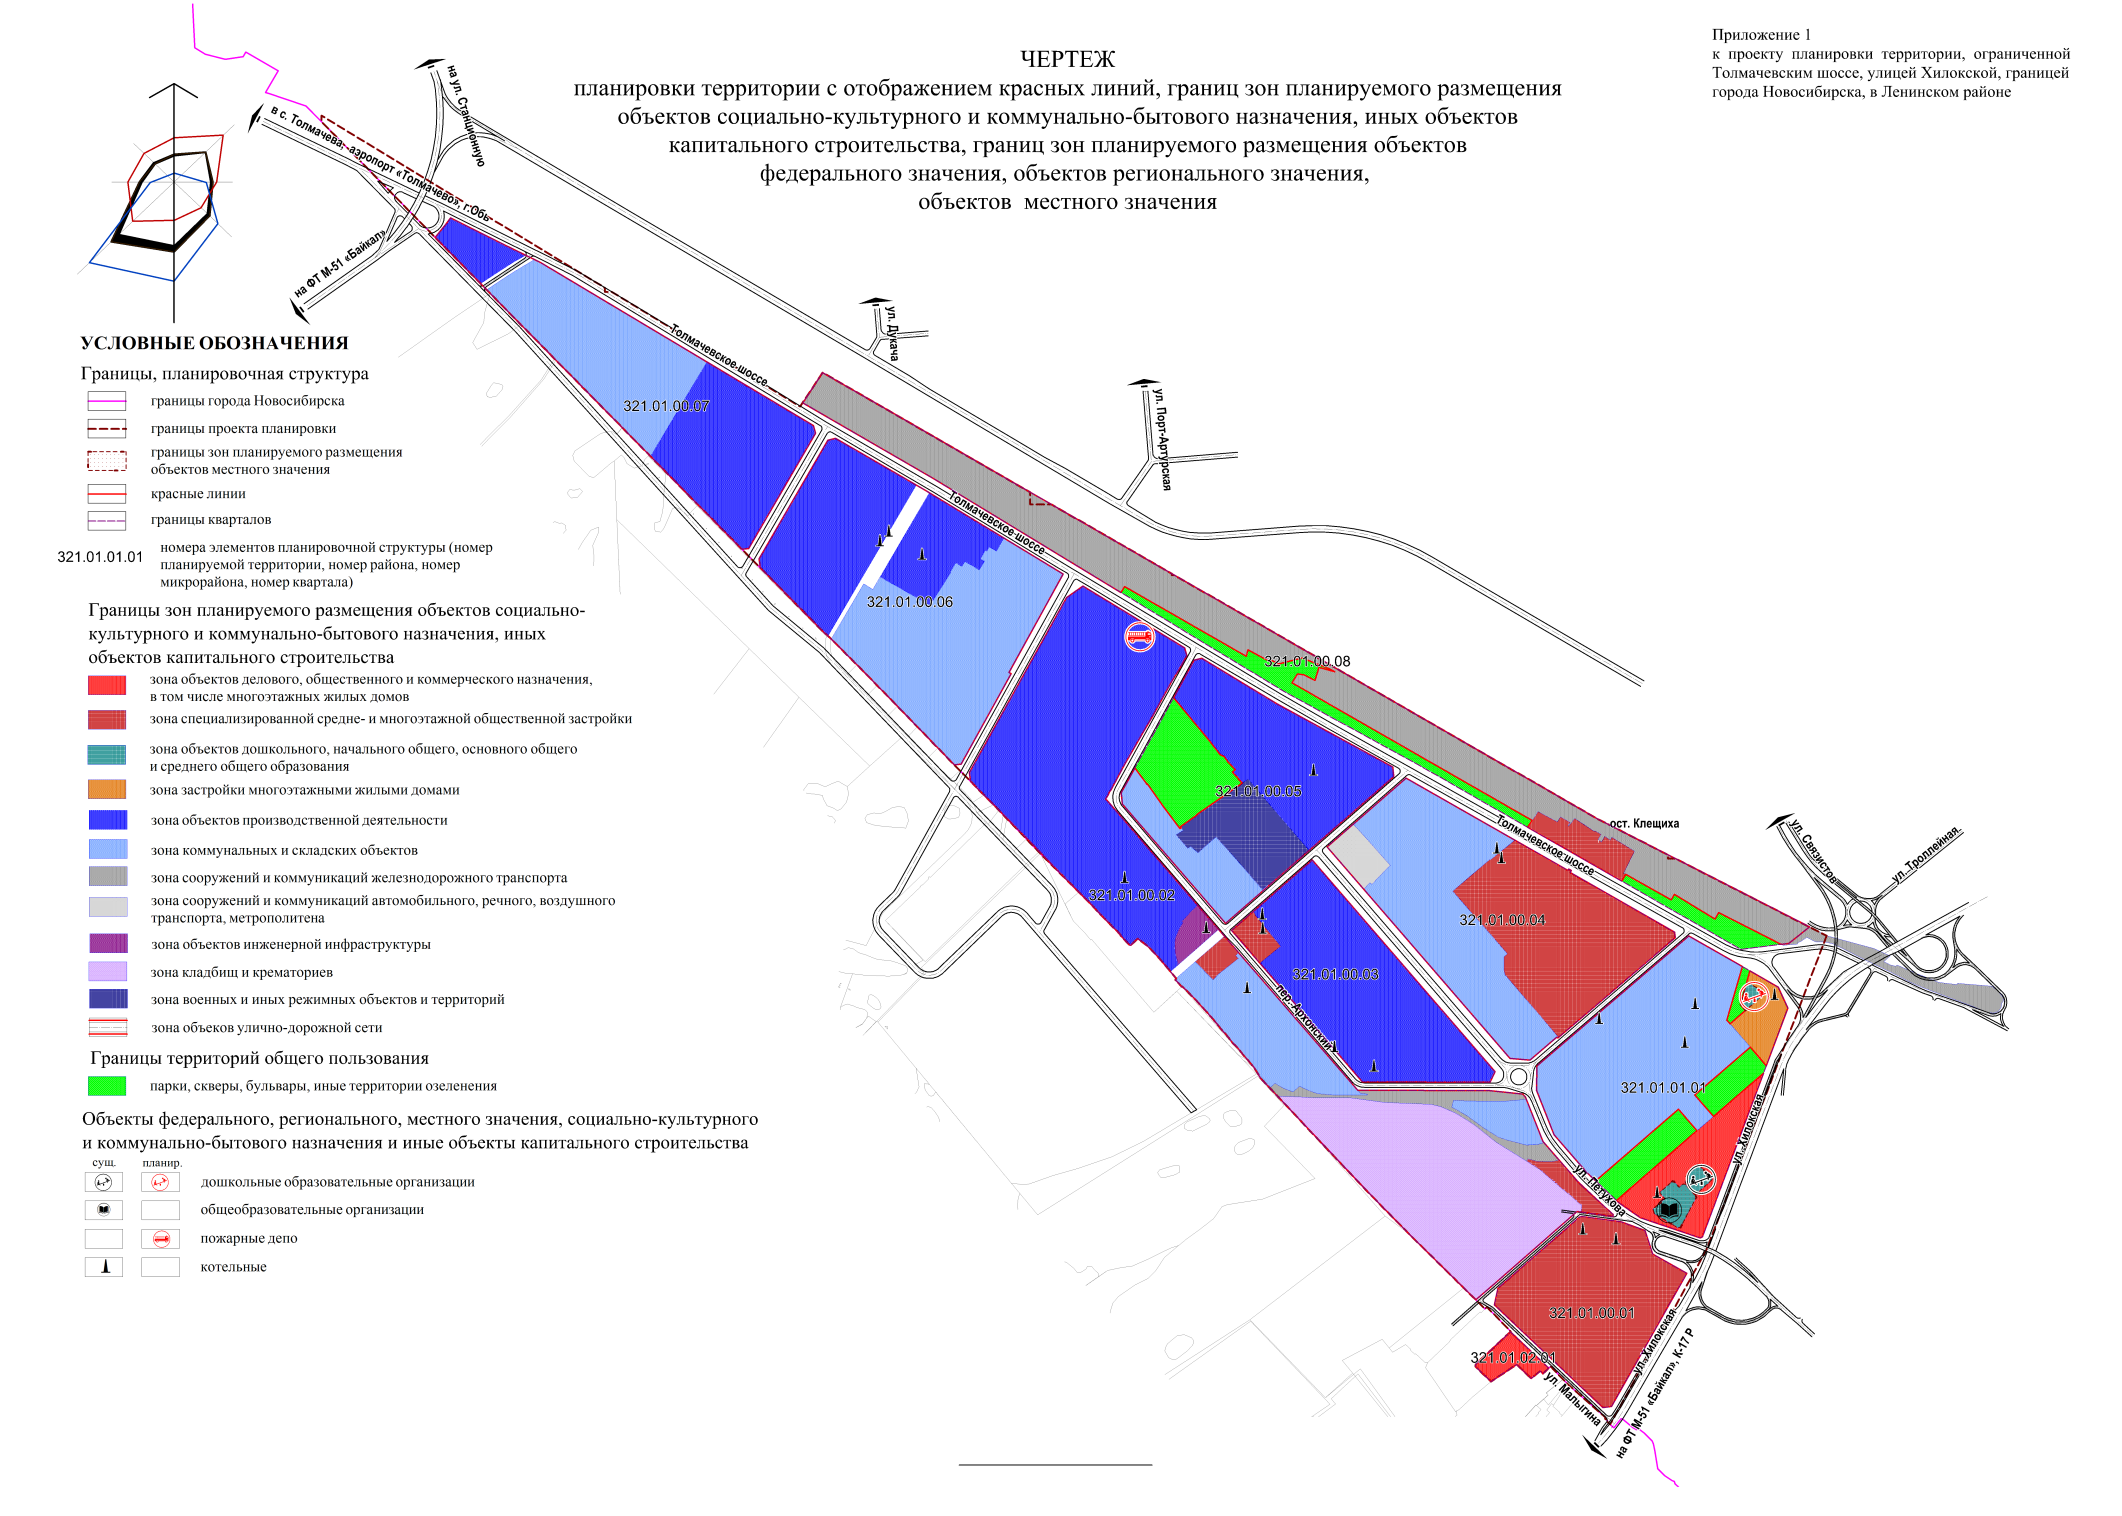 Приложение 1
к проекту планировки территории, ограниченной
Толмачевским шоссе, улицей Хилокской, границей
города Новосибирска, в Ленинском районе
ЧЕРТЕЖ
планировки территории с отображением красных линий, границ зон планируемого размещения
объектов социально-культурного и коммунально-бытового назначения, иных объектов
капитального строительства, границ зон планируемого размещения объектов
федерального значения, объектов регионального значения,
объектов местного значения
на ул. Станционную
в с. Толмачева, аэропорт «Толмачево», г.Обь
на ФТ М-51 «Байкал»
ул. Дукача
ул. Порт-Артурская
Толмачевское шоссе
321.01.00.07
Толмачевское шоссе
321.01.00.06
321.01.00.08
321.01.00.05
Толмачевское шоссе
ост. Клещиха
ул. Связистов
ул. Троллейная
321.01.00.02
321.01.00.04
321.01.00.03
пер. Архонский
321.01.01.01
ул. Хилокская
ул. Петухова
321.01.00.01
321.01.02.01
ул. Хилокская
ул. Малыгина
на ФТ М-51 «Байкал», К-17 Р
УСЛОВНЫЕ ОБОЗНАЧЕНИЯ
Границы, планировочная структура
границы города Новосибирска
границы проекта планировки
границы зон планируемого размещения
объектов местного значения
красные линии
границы кварталов
321.01.01.01
номера элементов планировочной структуры (номер
планируемой территории, номер района, номер
микрорайона, номер квартала)
Границы зон планируемого размещения объектов социально-
культурного и коммунально-бытового назначения, иных
объектов капитального строительства
зона объектов делового, общественного и коммерческого назначения,
в том числе многоэтажных жилых домов
зона специализированной средне- и многоэтажной общественной застройки
зона объектов дошкольного, начального общего, основного общего
и среднего общего образования
зона застройки многоэтажными жилыми домами
зона объектов производственной деятельности
зона коммунальных и складских объектов
зона сооружений и коммуникаций железнодорожного транспорта
зона сооружений и коммуникаций автомобильного, речного, воздушного
транспорта, метрополитена
зона объектов инженерной инфраструктуры
зона кладбищ и крематориев
зона военных и иных режимных объектов и территорий
зона объеков улично-дорожной сети
Границы территорий общего пользования
парки, скверы, бульвары, иные территории озеленения
Объекты федерального, регионального, местного значения, социально-культурного
и коммунально-бытового назначения и иные объекты капитального строительства
сущ. планир.
дошкольные образовательные организации
общеобразовательные организации
пожарные депо
котельные